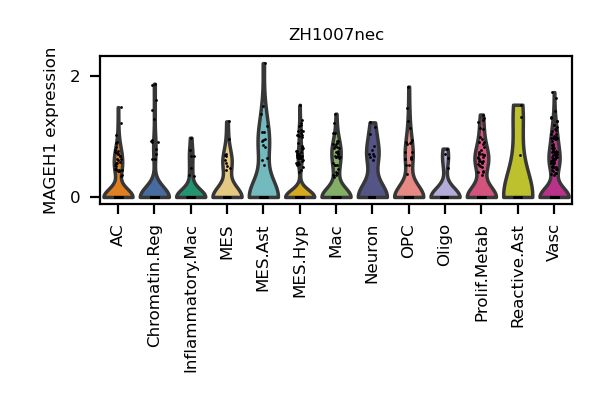 ZH1007nec
MAGEH1 expression
2
0
AC
Chromatin.Reg
Inflammatory.Mac
MES
MES.Ast
MES.Hyp
Mac
Neuron
OPC
Oligo
Prolif.Metab
Reactive.Ast
Vasc